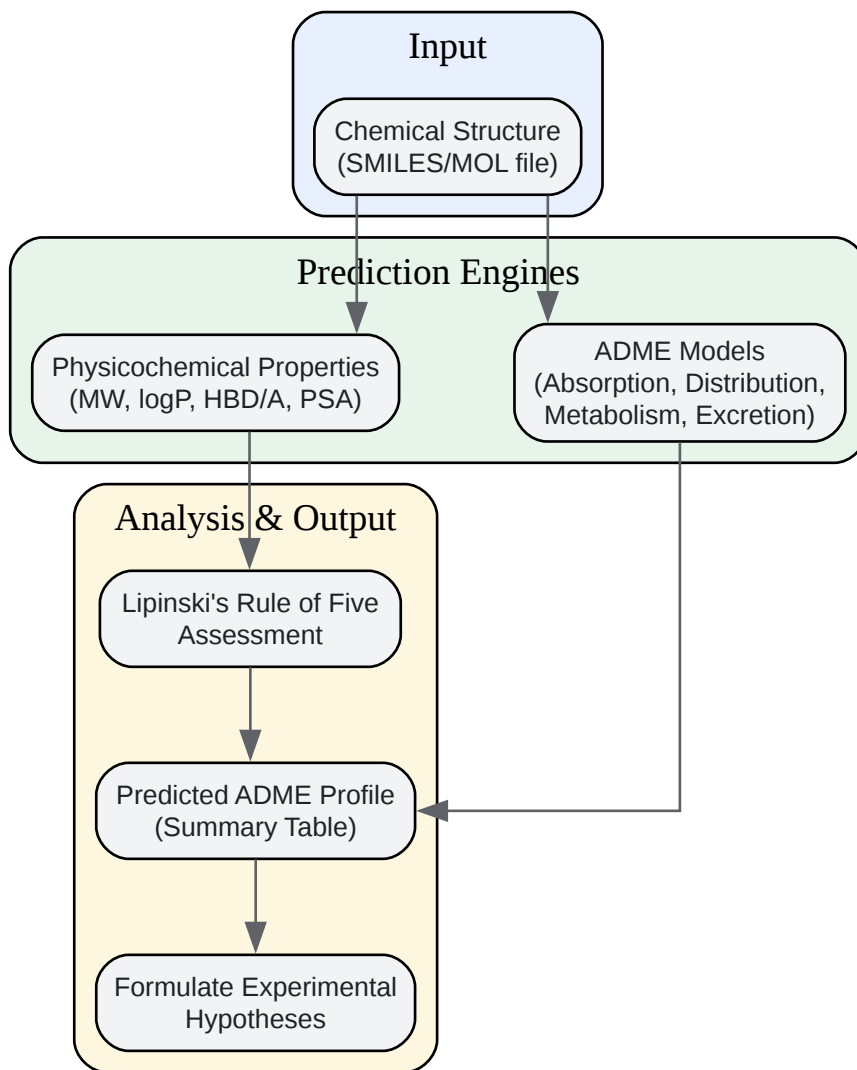 Input
Chemical Structure
(SMILES/MOL file)
Prediction Engines
Physicochemical Properties
(MW, logP, HBD/A, PSA)
ADME Models
(Absorption, Distribution,
Metabolism, Excretion)
Analysis & Output
Lipinski's Rule of Five
Assessment
Predicted ADME Profile
(Summary Table)
Formulate Experimental
Hypotheses